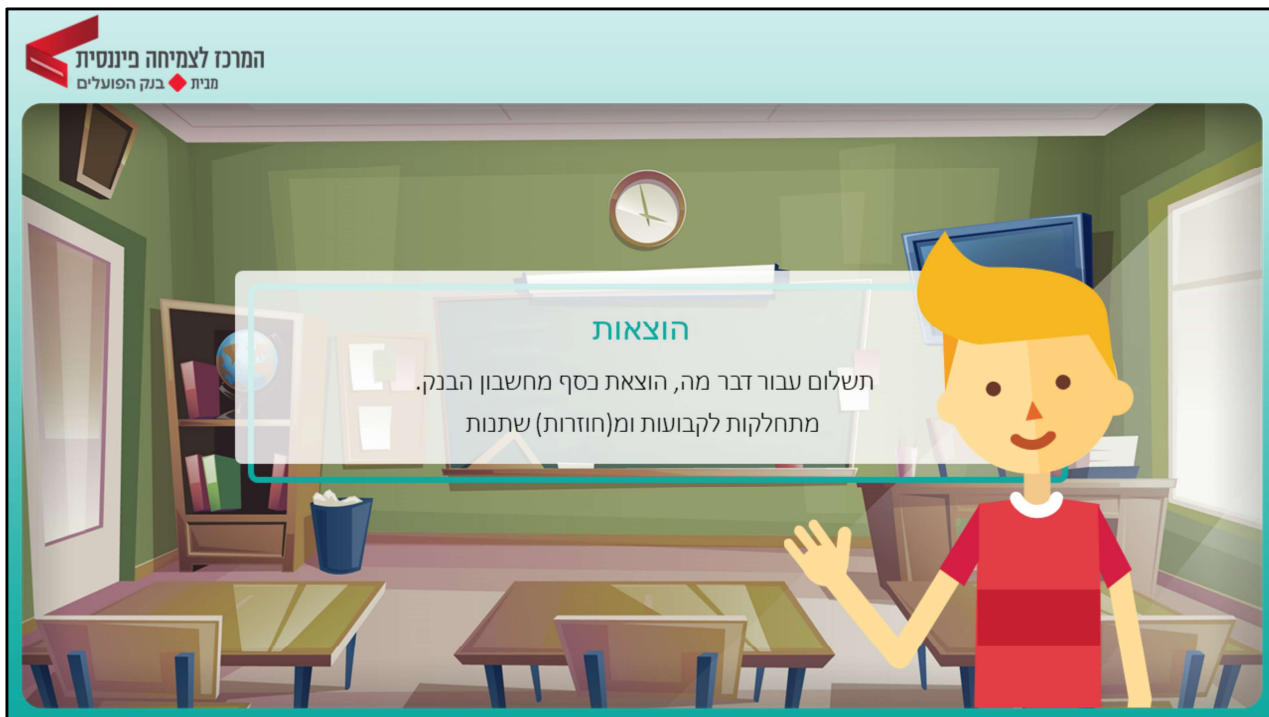 המרכז לצמיחה פיננסית
מבית בנק הפועלים
הוצאות
תשלום עבור דבר מה, הוצאת כסף מחשבון הבנק.
מתחלקות לקבועות ומ(חוזרות) שתנות